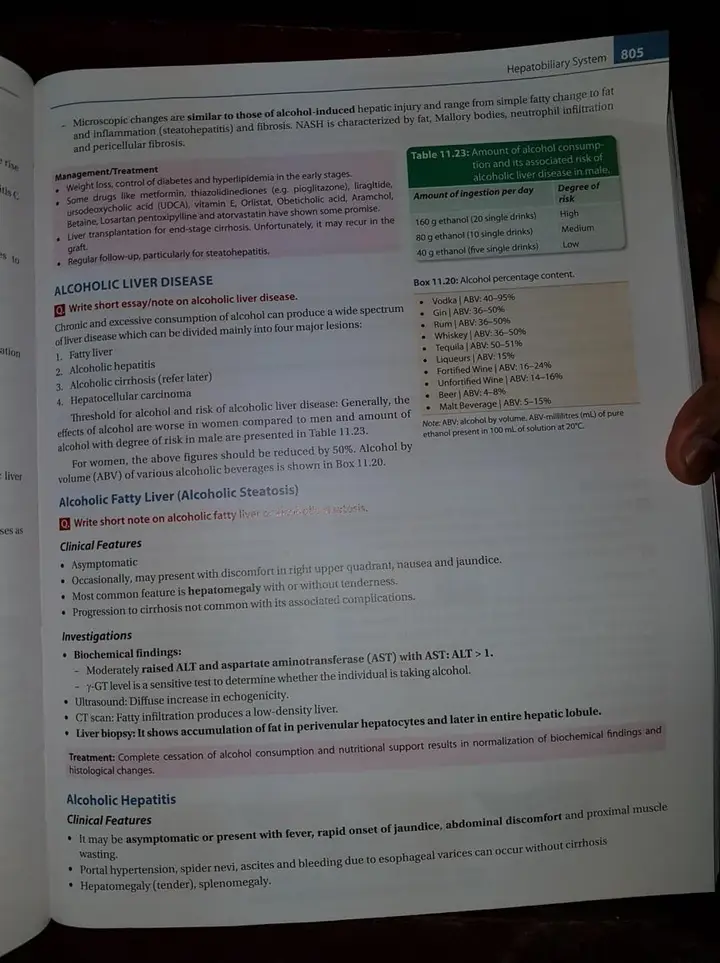 Hepatobiliary System 805
– Microscopic changes are similar to those of alcohol-induced hepatic injury and range from simple fatty change to fat
and inflammation (steatohepatitis) and fibrosis. NASH is characterized by fat, Mallory bodies, neutrophil infiltration
and pericellular fibrosis.
Management/Treatment
• Weight loss, control of diabetes and hyperlipidemia in the early stages.
• Some drugs like metformin, thiazolidinediones (e.g. pioglitazone), liraglitide,
ursodeoxycholic acid (UDCA), vitamin E, Orlistat, Obeticholic acid, Aramchol,
Betaine, Losartan pentoxipylline and atorvastatin have shown some promise.
• Liver transplantation for end-stage cirrhosis. Unfortunately, it may recur in the
graft.
• Regular follow-up, particularly for steatohepatitis.
Table 11.23: Amount of alcohol consump-
tion and its associated risk of
alcoholic liver disease in male.
Amount of ingestion per day Degree of
risk
160 g ethanol (20 single drinks) High
80 g ethanol (10 single drinks) Medium
40 g ethanol (five single drinks) Low
ALCOHOLIC LIVER DISEASE
Q. Write short essay/note on alcoholic liver disease.
Chronic and excessive consumption of alcohol can produce a wide spectrum
of liver disease which can be divided mainly into four major lesions:
1. Fatty liver
2. Alcoholic hepatitis
3. Alcoholic cirrhosis (refer later)
4. Hepatocellular carcinoma
Threshold for alcohol and risk of alcoholic liver disease: Generally, the
effects of alcohol are worse in women compared to men and amount of
alcohol with degree of risk in male are presented in Table 11.23.
For women, the above figures should be reduced by 50%. Alcohol by
volume (ABV) of various alcoholic beverages is shown in Box 11.20.
Box 11.20: Alcohol percentage content.
• Vodka | ABV: 40–95%
• Gin | ABV: 36–50%
• Rum | ABV: 36–50%
• Whiskey | ABV: 36–50%
• Tequila | ABV: 50–51%
• Liqueurs | ABV: 15%
• Fortified Wine | ABV: 16–24%
• Unfortified Wine | ABV: 14–16%
• Beer | ABV: 4–8%
• Malt Beverage | ABV: 5–15%
Note: ABV: alcohol by volume. ABV-millilitres (mL) of pure
ethanol present in 100 mL of solution at 20°C.
Alcoholic Fatty Liver (Alcoholic Steatosis)
Q. Write short note on alcoholic fatty liver
Clinical Features
• Asymptomatic
• Occasionally, may present with discomfort in right upper quadrant, nausea and jaundice.
• Most common feature is hepatomegaly with or without tenderness.
• Progression to cirrhosis not common with its associated complications.
Investigations
• Biochemical findings:
– Moderately raised ALT and aspartate aminotransferase (AST) with AST: ALT > 1.
– γ-GT level is a sensitive test to determine whether the individual is taking alcohol.
• Ultrasound: Diffuse increase in echogenicity.
• CT scan: Fatty infiltration produces a low-density liver.
• Liver biopsy: It shows accumulation of fat in perivenular hepatocytes and later in entire hepatic lobule.
Treatment: Complete cessation of alcohol consumption and nutritional support results in normalization of biochemical findings and
histological changes.
Alcoholic Hepatitis
Clinical Features
• It may be asymptomatic or present with fever, rapid onset of jaundice, abdominal discomfort and proximal muscle
wasting.
• Portal hypertension, spider nevi, ascites and bleeding due to esophageal varices can occur without cirrhosis
• Hepatomegaly (tender), splenomegaly.